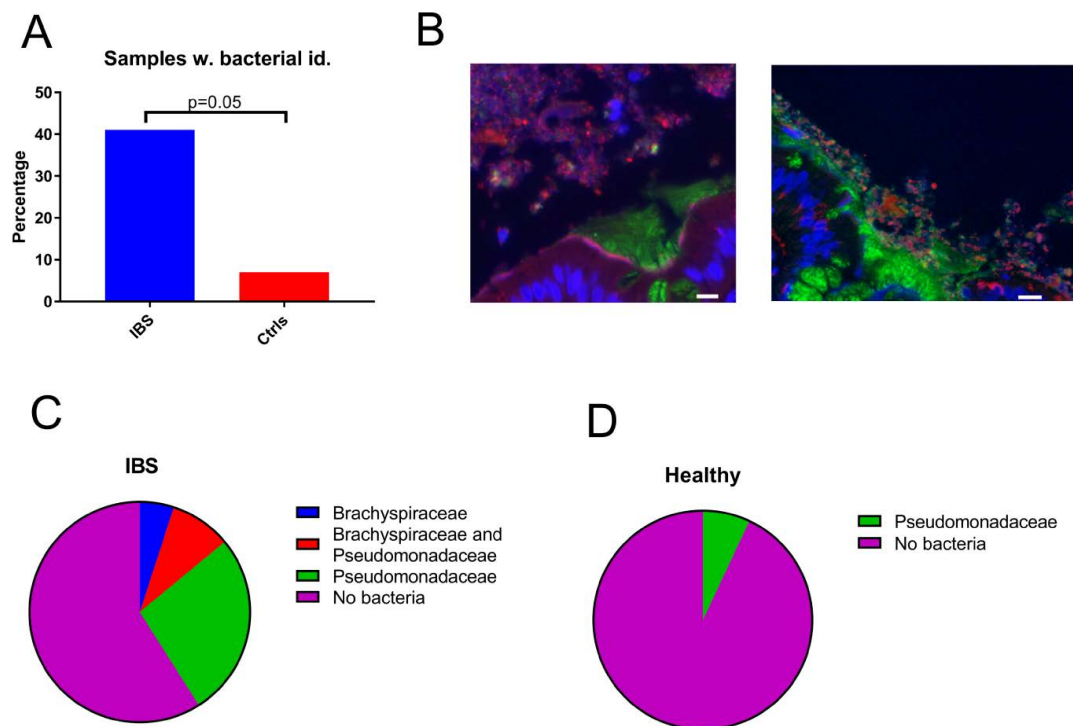 A
Samples w. bacterial id.
p=0.05
50
40
30
20
10
0
Percentage
IBS
Ctrls
B
C
IBS
Brachyspiraceae
Brachyspiraceae and
Pseudomonadaceae
Pseudomonadaceae
No bacteria
D
Healthy
Pseudomonadaceae
No bacteria